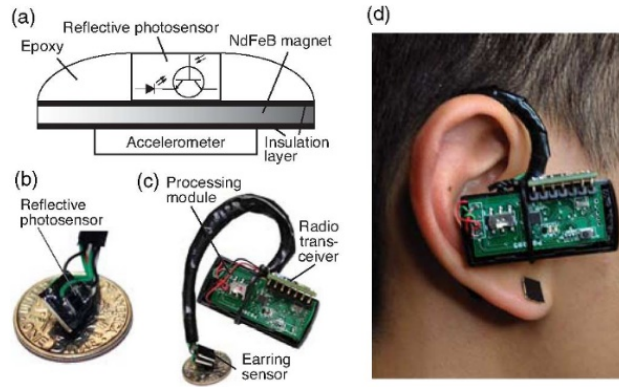 (a)
Reflective photosensor
NdFeB magnet
Epoxy
Accelerometer
Insulation
layer
(b)
Reflective
photosensor
(c)
Processing
module
Radio
trans-
ceiver
Earring
sensor
(d)